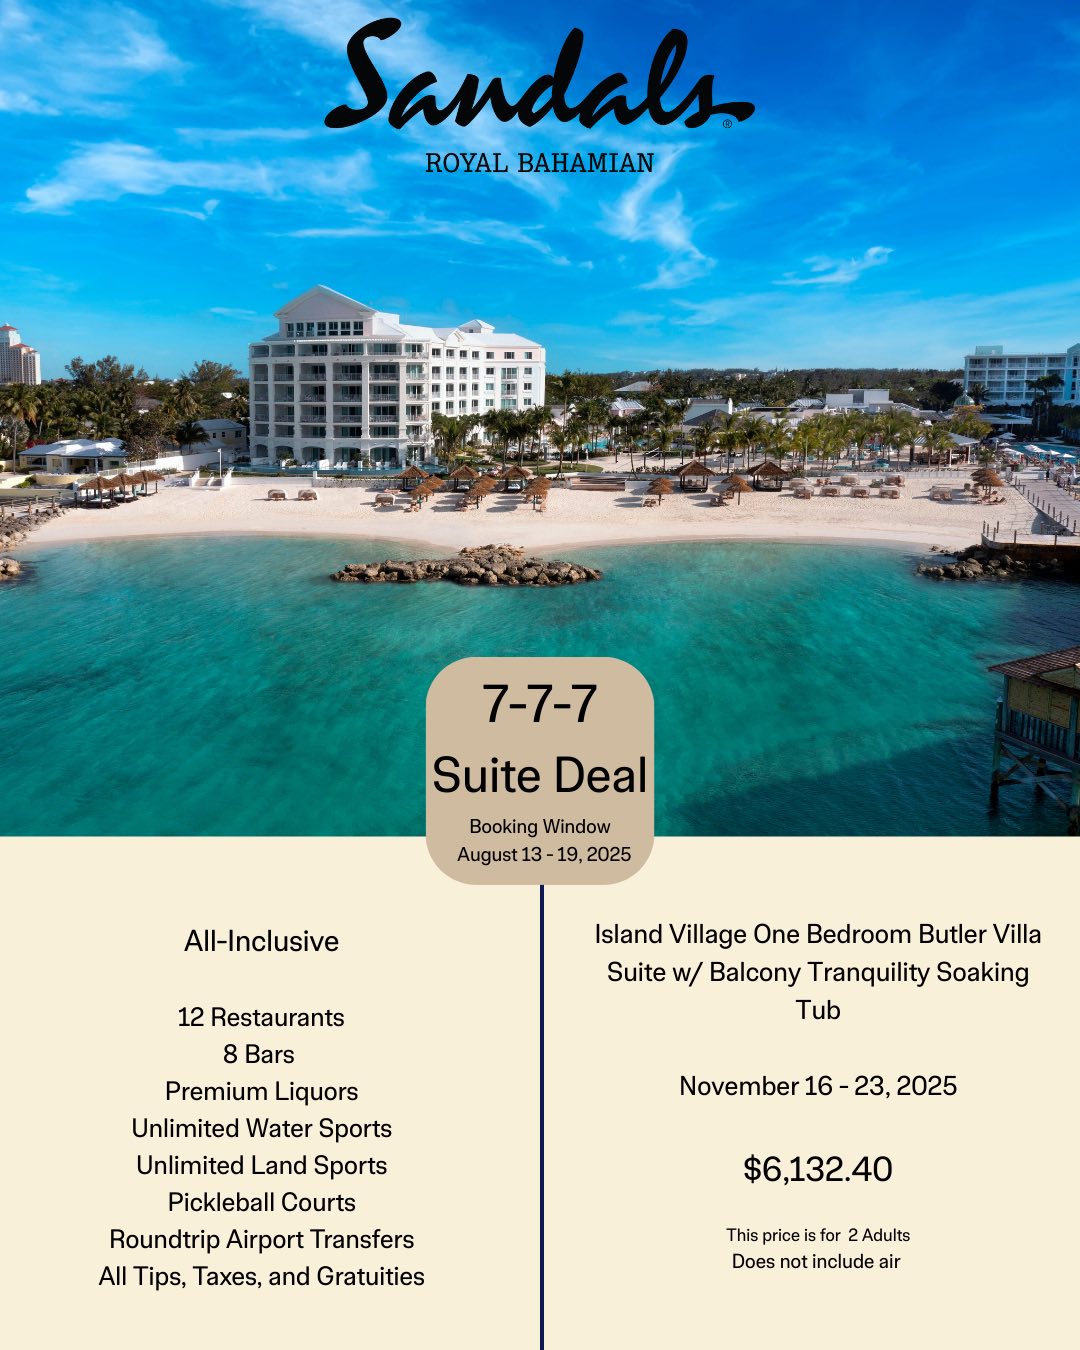 Sandals®
ROYAL BAHAMIAN
7-7-7
Suite Deal
Booking Window
August 13 - 19, 2025
All-Inclusive
12 Restaurants
8 Bars
Premium Liquors
Unlimited Water Sports
Unlimited Land Sports
Pickleball Courts
Roundtrip Airport Transfers
All Tips, Taxes, and Gratuities
Island Village One Bedroom Butler Villa
Suite w/ Balcony Tranquility Soaking
Tub
November 16 - 23, 2025
$6,132.40
This price is for 2 Adults
Does not include air